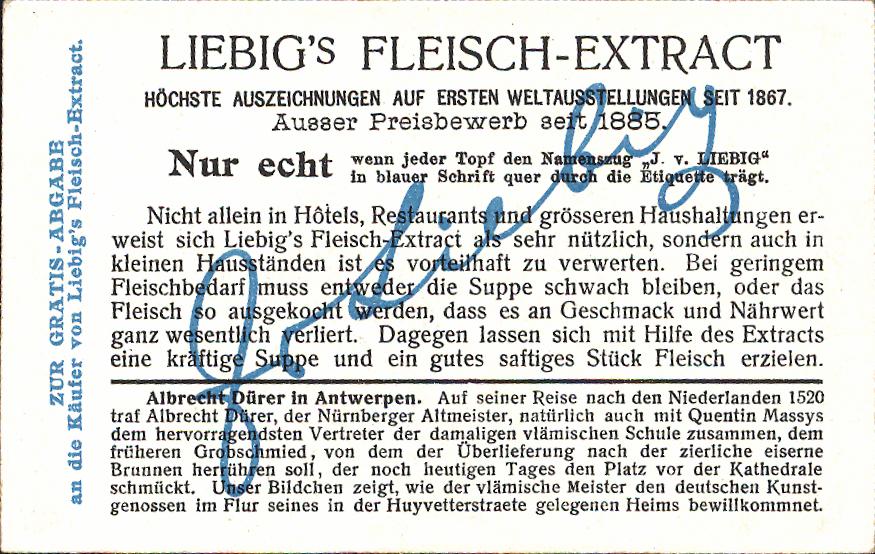 LIEBIG's FLEISCH-EXTRACT
HÖCHSTE AUSZEICHNUNGEN AUF ERSTEN WELTAUSSTELLUNGEN SEIT 1867.
Ausser Preisbewerb seit 1885.
Nur echt wenn jeder Topf den Namenszug „J. v. LIEBIG“
in blauer Schrift quer durch die Etiquette trägt.
Nicht allein in Hôtels, Restaurants und grösseren Haushaltungen er-
weist sich Liebig's Fleisch-Extract als sehr nützlich, sondern auch in
kleinen Hausständen ist es vorteilhaft zu verwerten. Bei geringem
Fleischbedarf muss entweder die Suppe schwach bleiben, oder das
Fleisch so ausgekocht werden, dass es an Geschmack und Nährwert
ganz wesentlich verliert. Dagegen lassen sich mit Hilfe des Extracts
eine kräftige Suppe und ein gutes saftiges Stück Fleisch erzielen.
Albrecht Dürer in Antwerpen. Auf seiner Reise nach den Niederlanden 1520
traf Albrecht Dürer, der Nürnberger Altmeister, natürlich auch mit Quentin Massys
dem hervorragendsten Vertreter der damaligen vlämischen Schule zusammen, dem
früheren Grobschmied, von dem der Überlieferung nach der zierliche eiserne
Brunnen herrühren soll, der noch heutigen Tages den Platz vor der Kathedrale
schmückt. Unser Bildchen zeigt, wie der vlämische Meister den deutschen Kunst-
genossen im Flur seines in der Huyvetterstraete gelegenen Heims bewillkommnet.
ZUR GRATIS-ABGABE
an die Käufer von Liebig's Fleisch-Extract.
J v Liebig